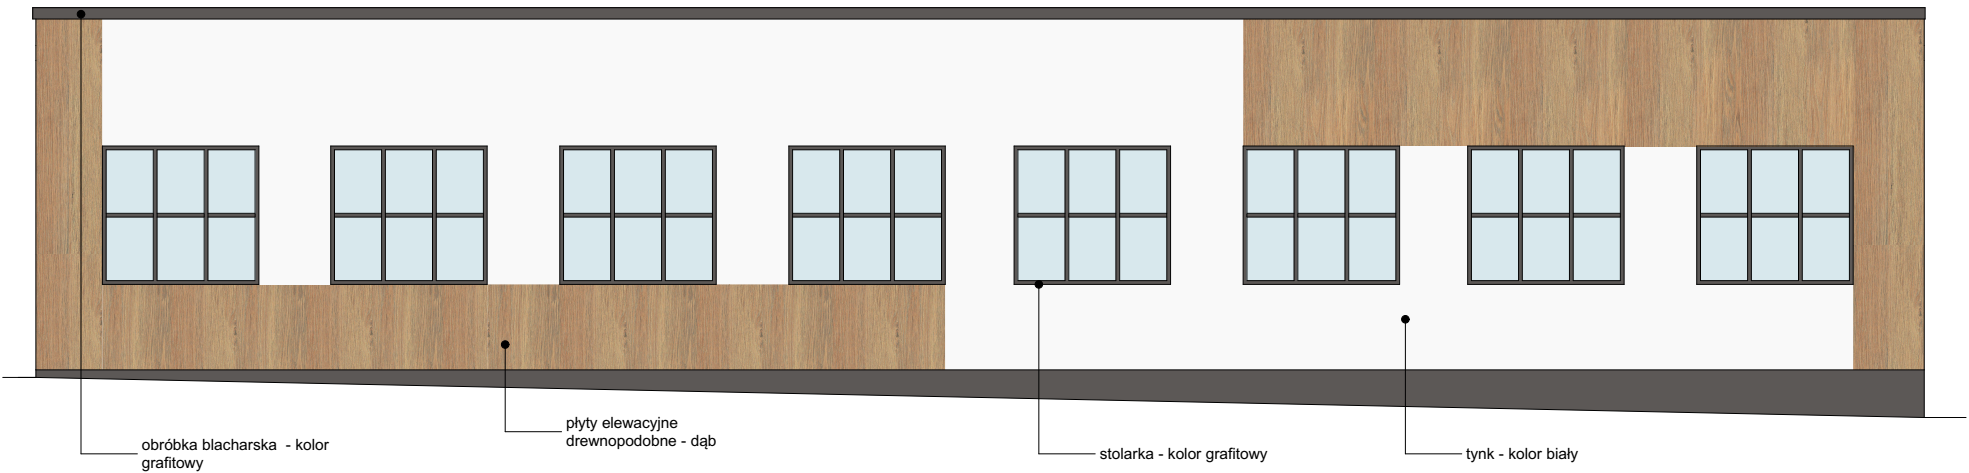 obróbka blacharska - kolor
grafitowy
płyty elewacyjne
drewnopodobne - dąb
stolarka - kolor grafitowy
tynk - kolor biały